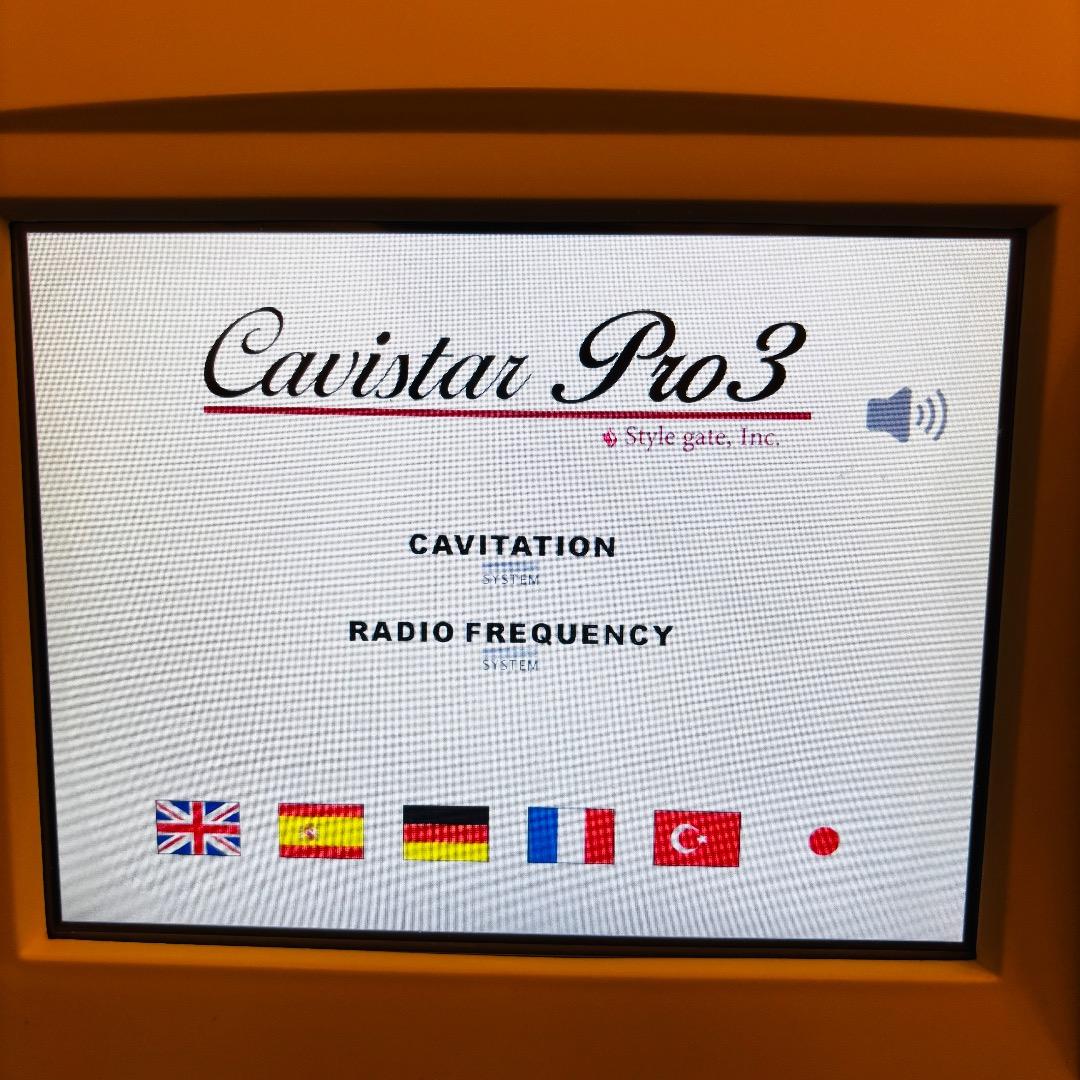 Cavistar Pro3
Style gate, Inc.
CAVITATION
SYSTEM
RADIO FREQUENCY
SYSTEM